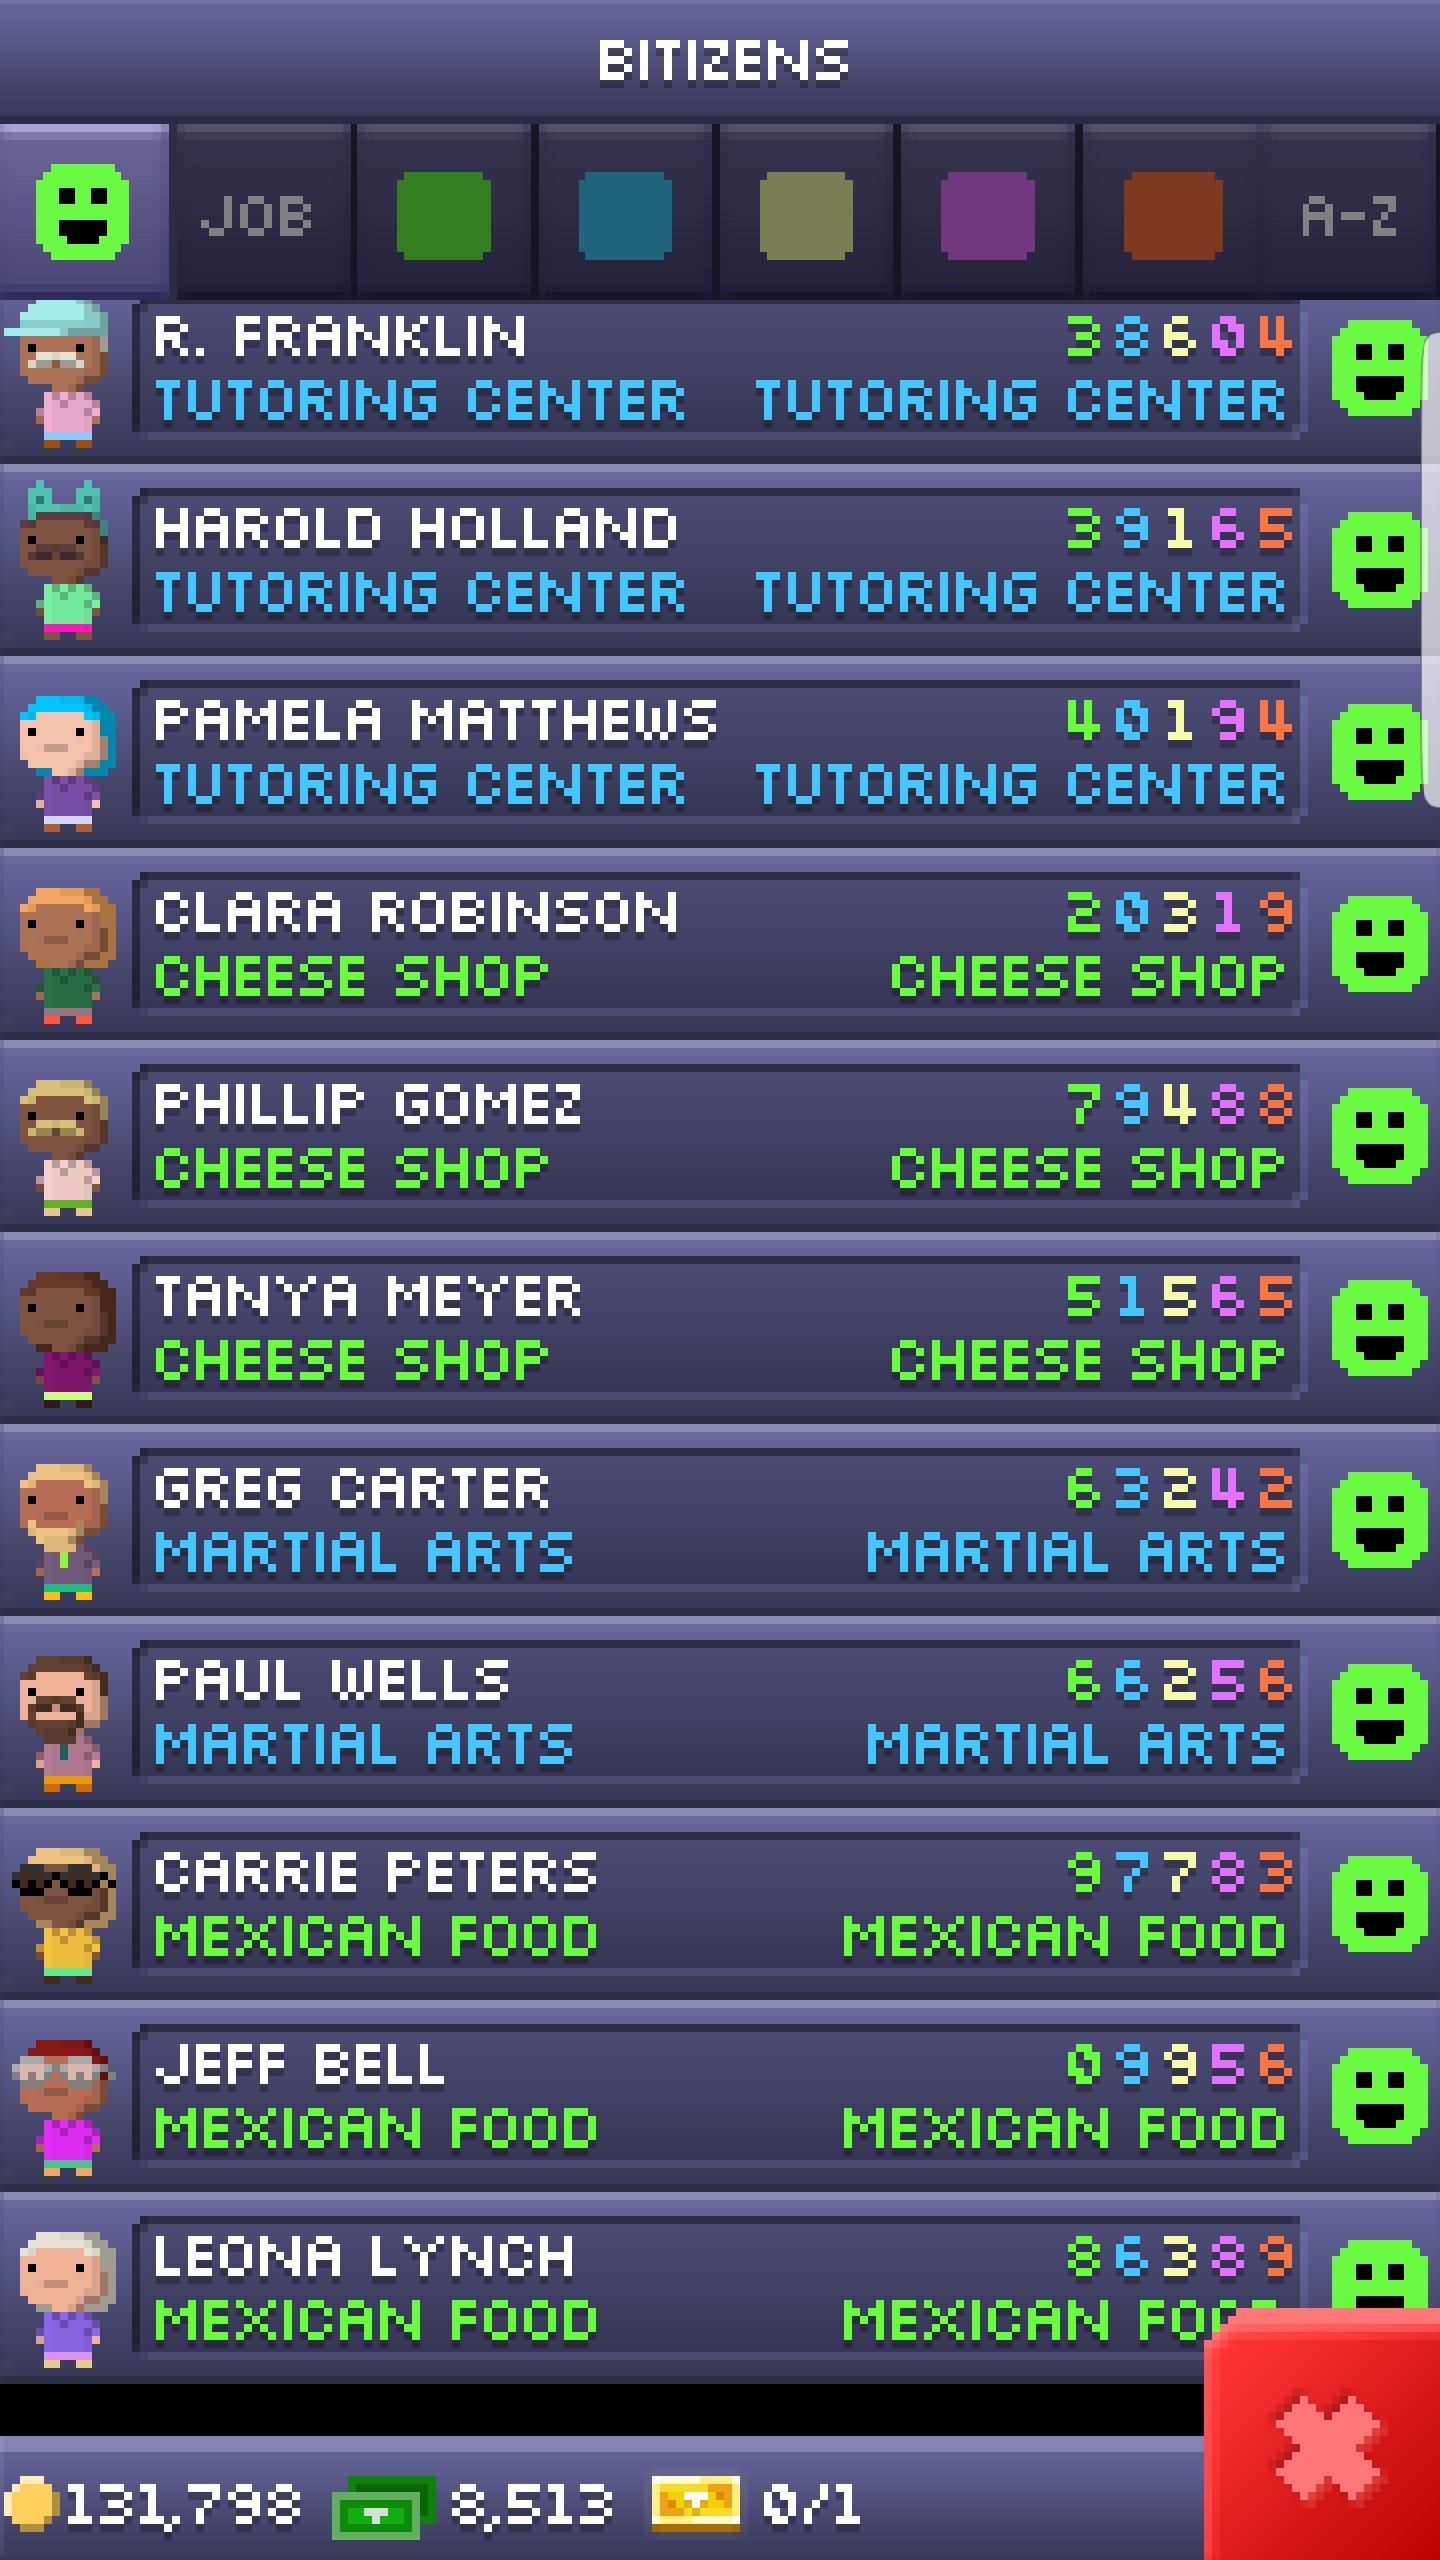 BITIZENS
JOB A-Z
R. FRANKLIN 38604
TUTORING CENTER TUTORING CENTER
HAROLD HOLLAND 39165
TUTORING CENTER TUTORING CENTER
PAMELA MATTHEWS 40194
TUTORING CENTER TUTORING CENTER
CLARA ROBINSON 20319
CHEESE SHOP CHEESE SHOP
PHILLIP GOMEZ 79488
CHEESE SHOP CHEESE SHOP
TANYA MEYER 51565
CHEESE SHOP CHEESE SHOP
GREG CARTER 63242
MARTIAL ARTS MARTIAL ARTS
PAUL WELLS 66256
MARTIAL ARTS MARTIAL ARTS
CARRIE PETERS 97783
MEXICAN FOOD MEXICAN FOOD
JEFF BELL 09956
MEXICAN FOOD MEXICAN FOOD
LEONA LYNCH 86389
MEXICAN FOOD MEXICAN
131,798 8,513 0/1